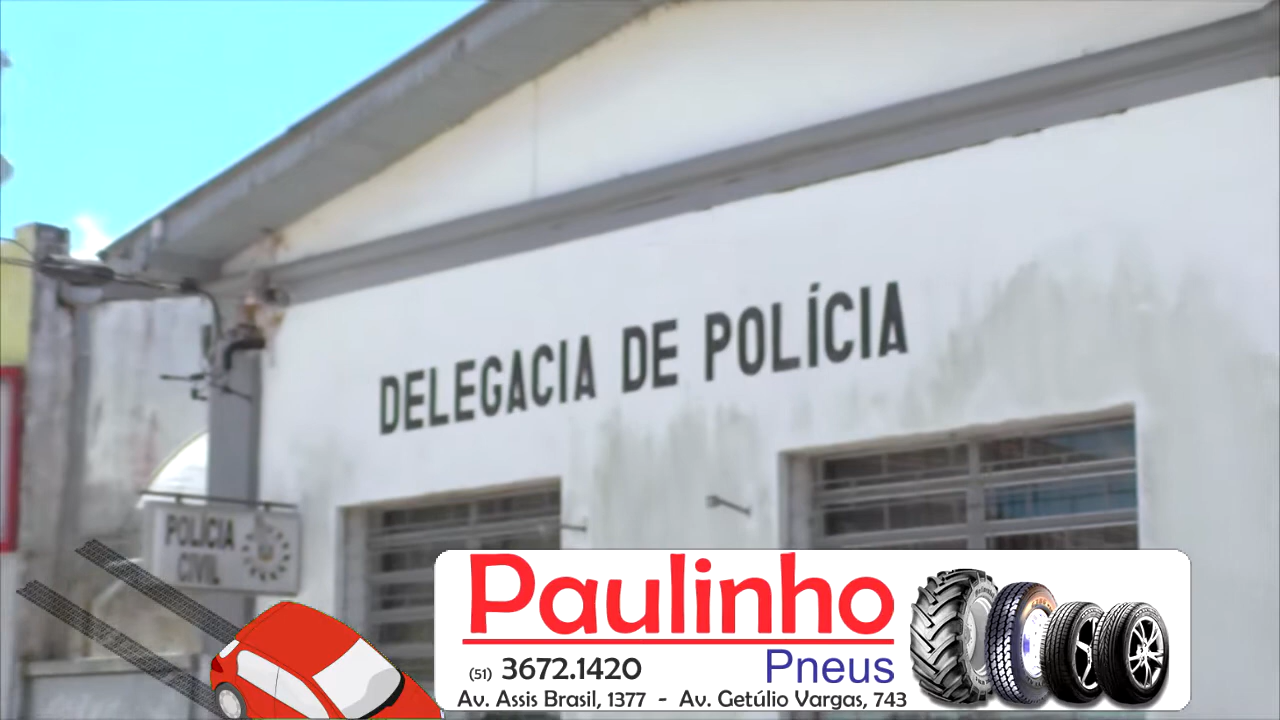 DELEGACIA DE POLÍCIA
POLÍCIA
CIVIL
Paulinho
Pneus
(51) 3672.1420
Av. Assis Brasil, 1377 - Av. Getúlio Vargas, 743